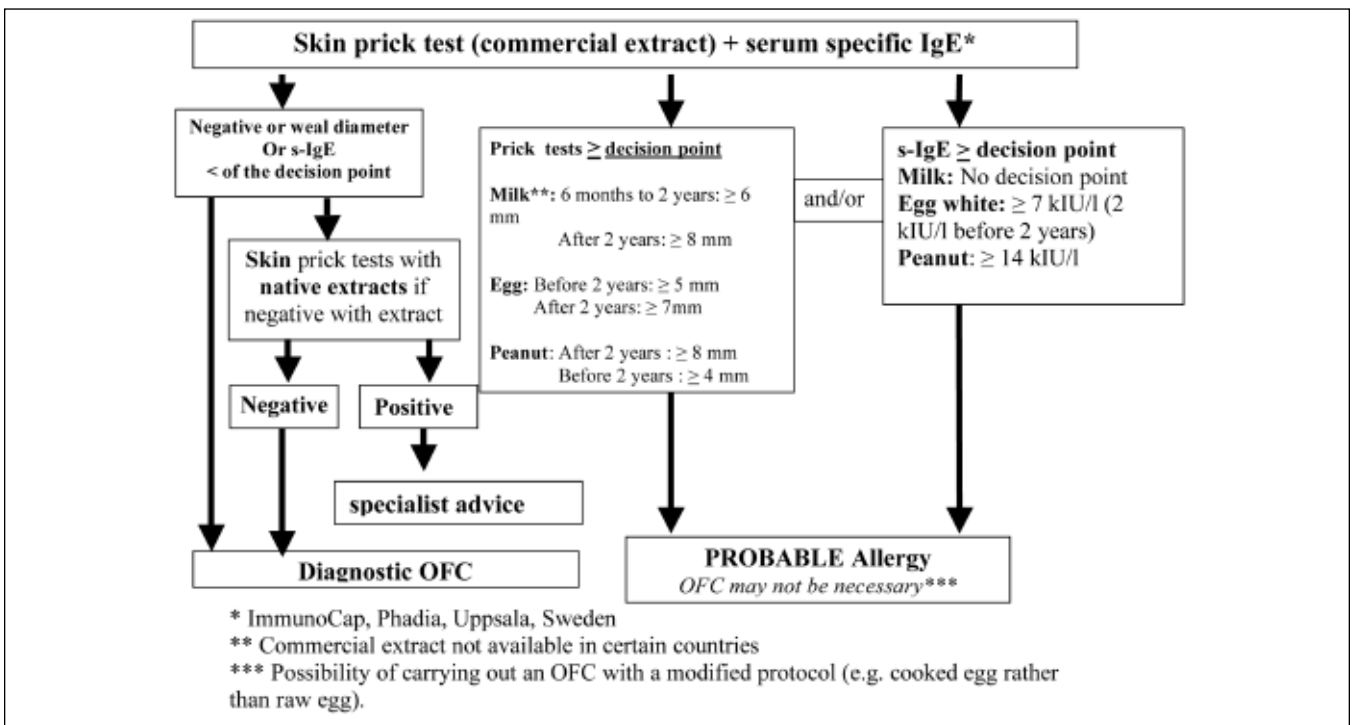 Skin prick test (commercial extract) + serum specific IgE*
Negative or weal diameter
Or s-IgE
< of the decision point
Skin prick tests with
native extracts if
negative with extract
Negative
Positive
specialist advice
Diagnostic OFC
Prick tests ≥ decision point
Milk**: 6 months to 2 years: ≥ 6
mm
After 2 years: ≥ 8 mm
Egg: Before 2 years: ≥ 5 mm
After 2 years: ≥ 7mm
Peanut: After 2 years : ≥ 8 mm
Before 2 years : ≥ 4 mm
and/or
s-IgE ≥ decision point
Milk: No decision point
Egg white: ≥ 7 kIU/l (2
kIU/l before 2 years)
Peanut: ≥ 14 kIU/l
PROBABLE Allergy
OFC may not be necessary***
* ImmunoCap, Phadia, Uppsala, Sweden
** Commercial extract not available in certain countries
*** Possibility of carrying out an OFC with a modified protocol (e.g. cooked egg rather
than raw egg).